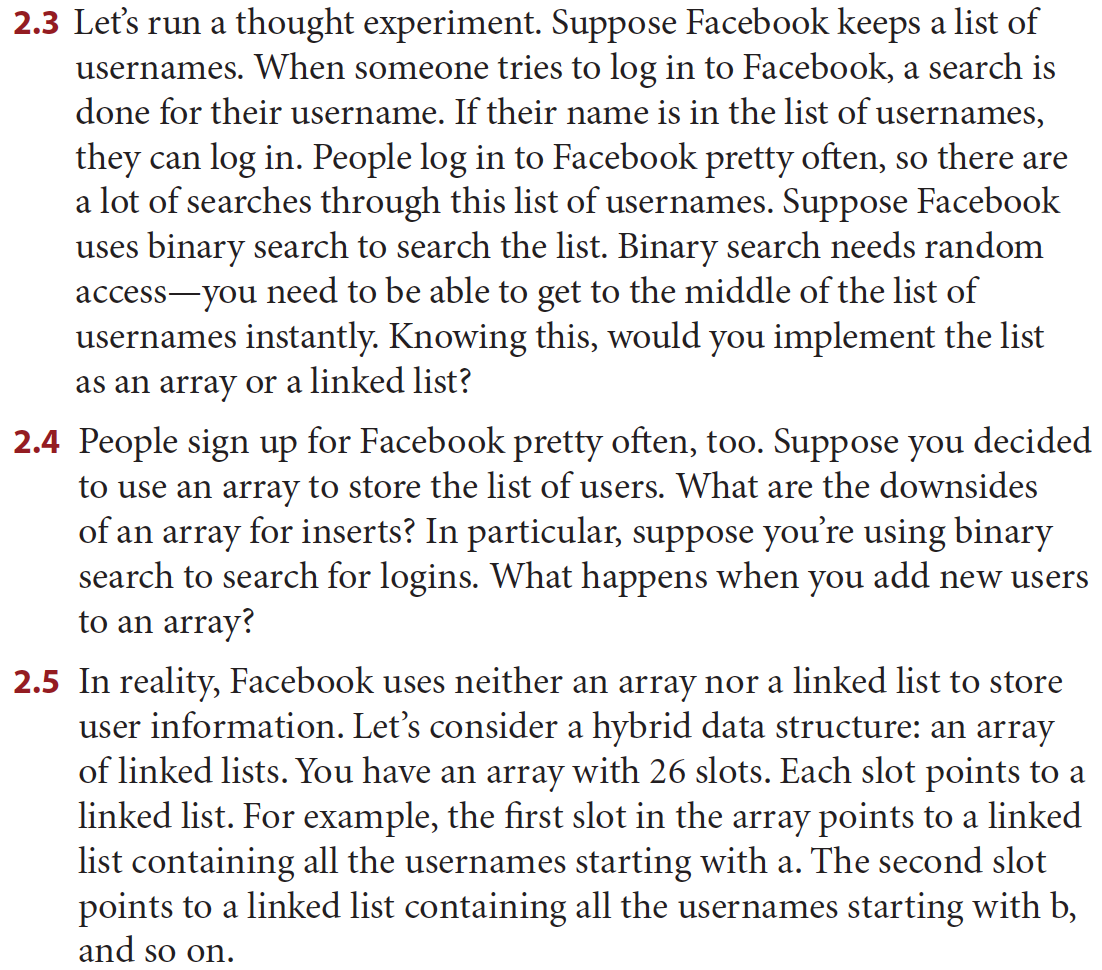 2.3 Let’s run a thought experiment. Suppose Facebook keeps a list of
usernames. When someone tries to log in to Facebook, a search is
done for their username. If their name is in the list of usernames,
they can log in. People log in to Facebook pretty often, so there are
a lot of searches through this list of usernames. Suppose Facebook
uses binary search to search the list. Binary search needs random
access—you need to be able to get to the middle of the list of
usernames instantly. Knowing this, would you implement the list
as an array or a linked list?
2.4 People sign up for Facebook pretty often, too. Suppose you decided
to use an array to store the list of users. What are the downsides
of an array for inserts? In particular, suppose you’re using binary
search to search for logins. What happens when you add new users
to an array?
2.5 In reality, Facebook uses neither an array nor a linked list to store
user information. Let’s consider a hybrid data structure: an array
of linked lists. You have an array with 26 slots. Each slot points to a
linked list. For example, the first slot in the array points to a linked
list containing all the usernames starting with a. The second slot
points to a linked list containing all the usernames starting with b,
and so on.